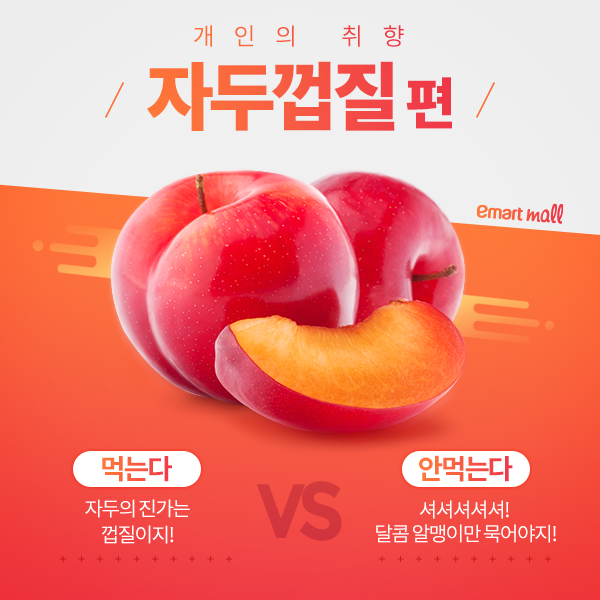 개인의 취향
/ 자두껍질 편 /
emart mall
먹는다
자두의 진가는
껍질이지!
VS
안먹는다
셔셔셔셔셔!
달콤 알맹이만 묵어야지!